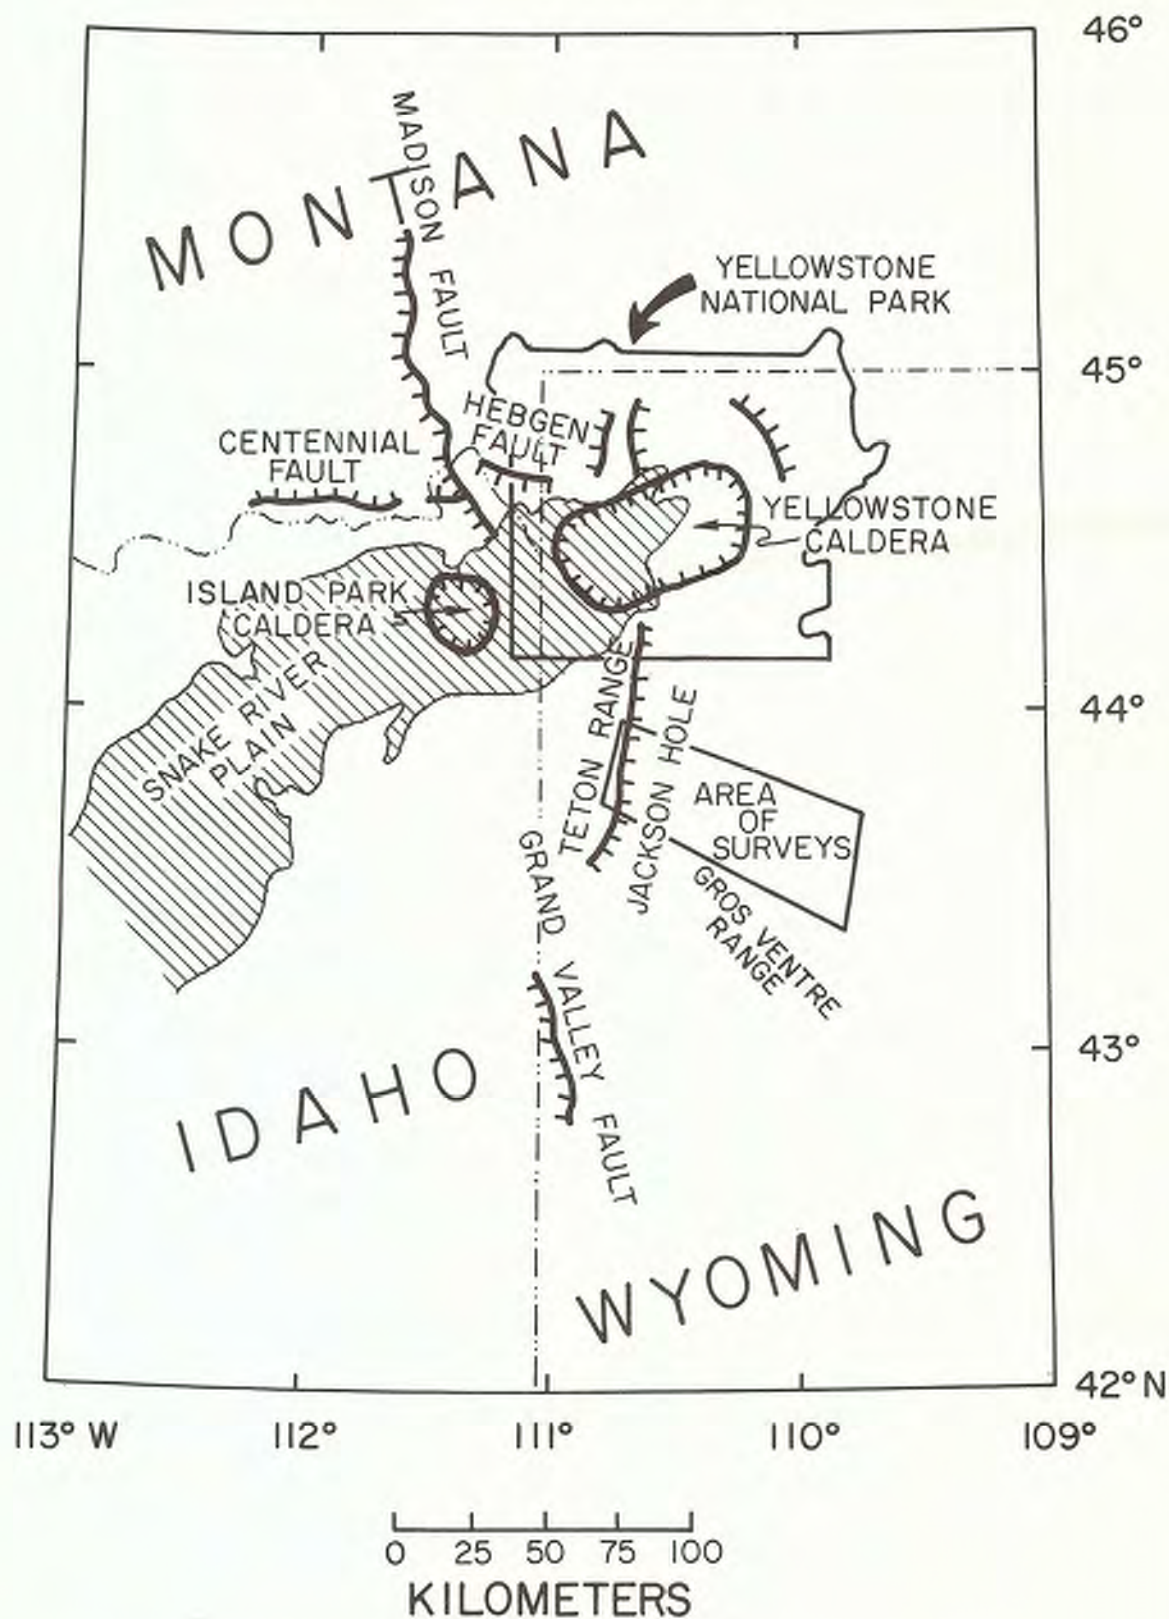 46°
MADISON FAULT
MONTANA
YELLOWSTONE
NATIONAL PARK
45°
HEBGEN
FAULT
CENTENNIAL
FAULT
YELLOWSTONE
CALDERA
ISLAND PARK
CALDERA
SNAKE RIVER
PLAIN
44°
TETON RANGE
JACKSON HOLE
AREA
OF
SURVEYS
GROS VENTRE
RANGE
GRAND VALLEY FAULT
43°
IDAHO
WYOMING
42° N
113° W 112° 111° 110° 109°
0 25 50 75 100
KILOMETERS